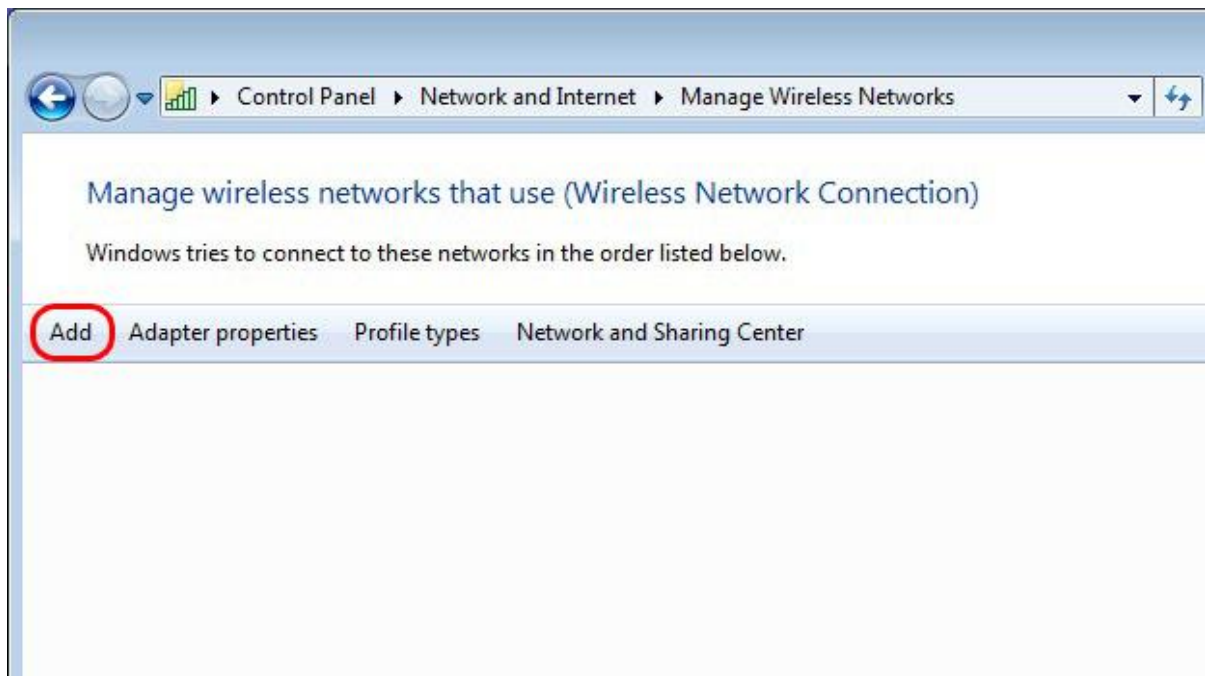 Control Panel Network and Internet Manage Wireless Networks
Manage wireless networks that use (Wireless Network Connection)
Windows tries to connect to these networks in the order listed below.
Add Adapter properties Profile types Network and Sharing Center